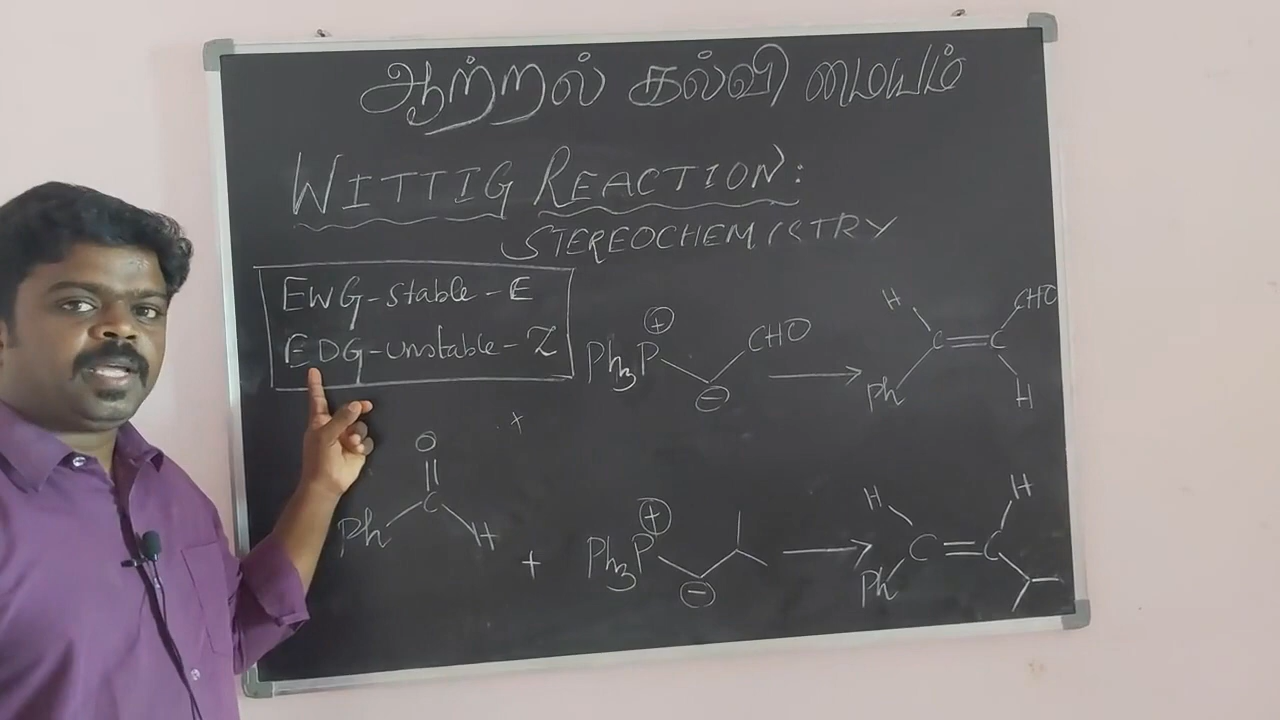 ஆற்றல் கல்வி மையம்
WITTIG REACTION:
STEREOCHEMISTRY
EWG-stable-E
EDG-unstable-Z
Ph₃P ⊕ ⊖ CHO → H Ph C=C CHO H
+
O
Ph C H
+ Ph₃P ⊕ ⊖ → H Ph C=C H